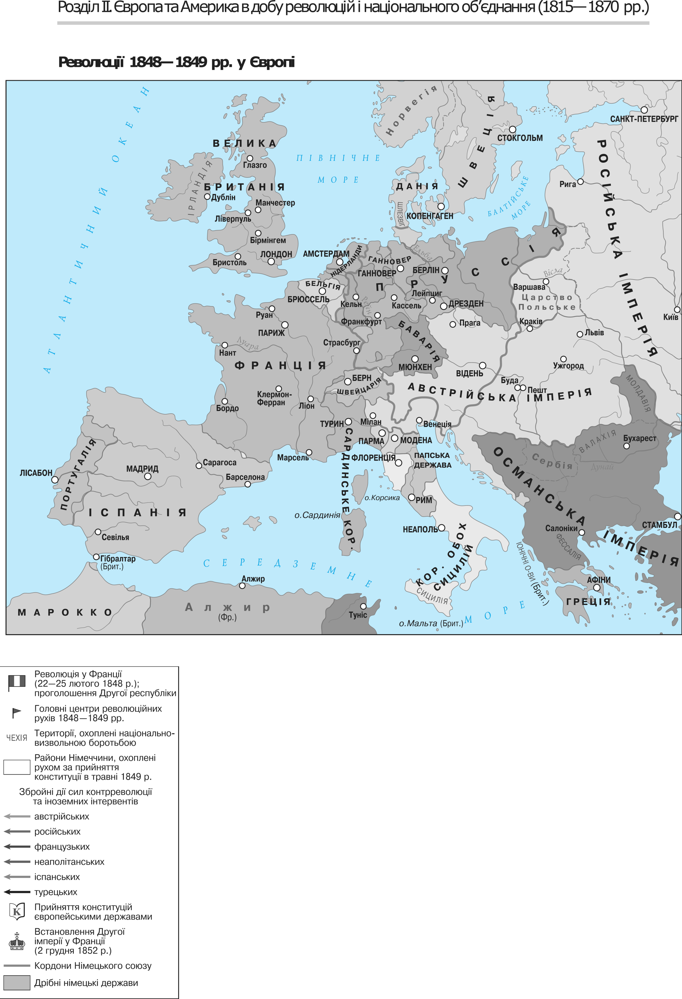 Розділ II. Європа та Америка в добу революцій і національного об’єднання (1815—1870 рр.)
Революції 1848—1849 рр. у Європі
АТЛАНТИЧНИЙ ОКЕАН
Норвегія
ШВЕЦІЯ
САНКТ-ПЕТЕРБУРГ
СТОКГОЛЬМ
ВЕЛИКА
БРИТАНІЯ
Глазго
ІРЛАНДІЯ
Дублін
Манчестер
Ліверпуль
Бірмінгем
Бристоль
ЛОНДОН
ПІВНІЧНЕ
МОРЕ
ДАНІЯ
ШЛЕЗВІГ
КОПЕНГАГЕН
БАЛТІЙСЬКЕ
МОРЕ
Рига
РОСІЙСЬКА ІМПЕРІЯ
АМСТЕРДАМ
НІДЕРЛАНДИ
ГАННОВЕР
ГАННОВЕР
Ельба
БЕРЛІН
ПРУССІЯ
Вісла
Варшава
Царство
Польське
Київ
БЕЛЬГІЯ
БРЮССЕЛЬ
Кельн
Рейн
Кассель
Лейпциг
ДРЕЗДЕН
Франкфурт
Руан
ПАРИЖ
Прага
Краків
Львів
БАВАРІЯ
Страсбург
Луара
Нант
ФРАНЦІЯ
МЮНХЕН
ВІДЕНЬ
Ужгород
Буда
Пешт
БЕРН
ШВЕЙЦАРІЯ
АВСТРІЙСЬКА ІМПЕРІЯ
МОЛДАВІЯ
Клермон-
Ферран
Ліон
Бордо
ТУРИН
Мілан
Венеція
ПАРМА
МОДЕНА
САРДИНСЬКЕ КОР.
ВАЛАХІЯ
Бухарест
Сербія
Дунай
Марсель
ФЛОРЕНЦІЯ
ПАПСЬКА
ДЕРЖАВА
ПОРТУГАЛІЯ
ЛІСАБОН
МАДРИД
Сарагоса
Барселона
ІСПАНІЯ
о.Корсика
РИМ
о.Сардинія
НЕАПОЛЬ
КОР. ОБОХ
СИЦИЛІЙ
СИЦИЛІЯ
ОСМАНСЬКА
ІМПЕРІЯ
Салоніки
СТАМБУЛ
ФЕССАЛІЯ
ІОНІЧНІ О-ВИ (Брит.)
АФІНИ
ГРЕЦІЯ
Севілья
Гібралтар
(Брит.)
СЕРЕДЗЕМНЕ
МОРЕ
Алжир
МАРОККО
Алжир
(Фр.)
Туніс
о.Мальта (Брит.)
Революція у Франції
(22—25 лютого 1848 р.);
проголошення Другої республіки
Головні центри революційних
рухів 1848—1849 рр.
ЧЕХІЯ
Території, охоплені національно-
визвольною боротьбою
Райони Німеччини, охоплені
рухом за прийняття
конституції в травні 1849 р.
Збройні дії сил контрреволюції
та іноземних інтервентів
австрійських
російських
французьких
неаполітанських
іспанських
турецьких
К
Прийняття конституцій
європейськими державами
Встановлення Другої
імперії у Франції
(2 грудня 1852 р.)
Кордони Німецького союзу
Дрібні німецькі держави